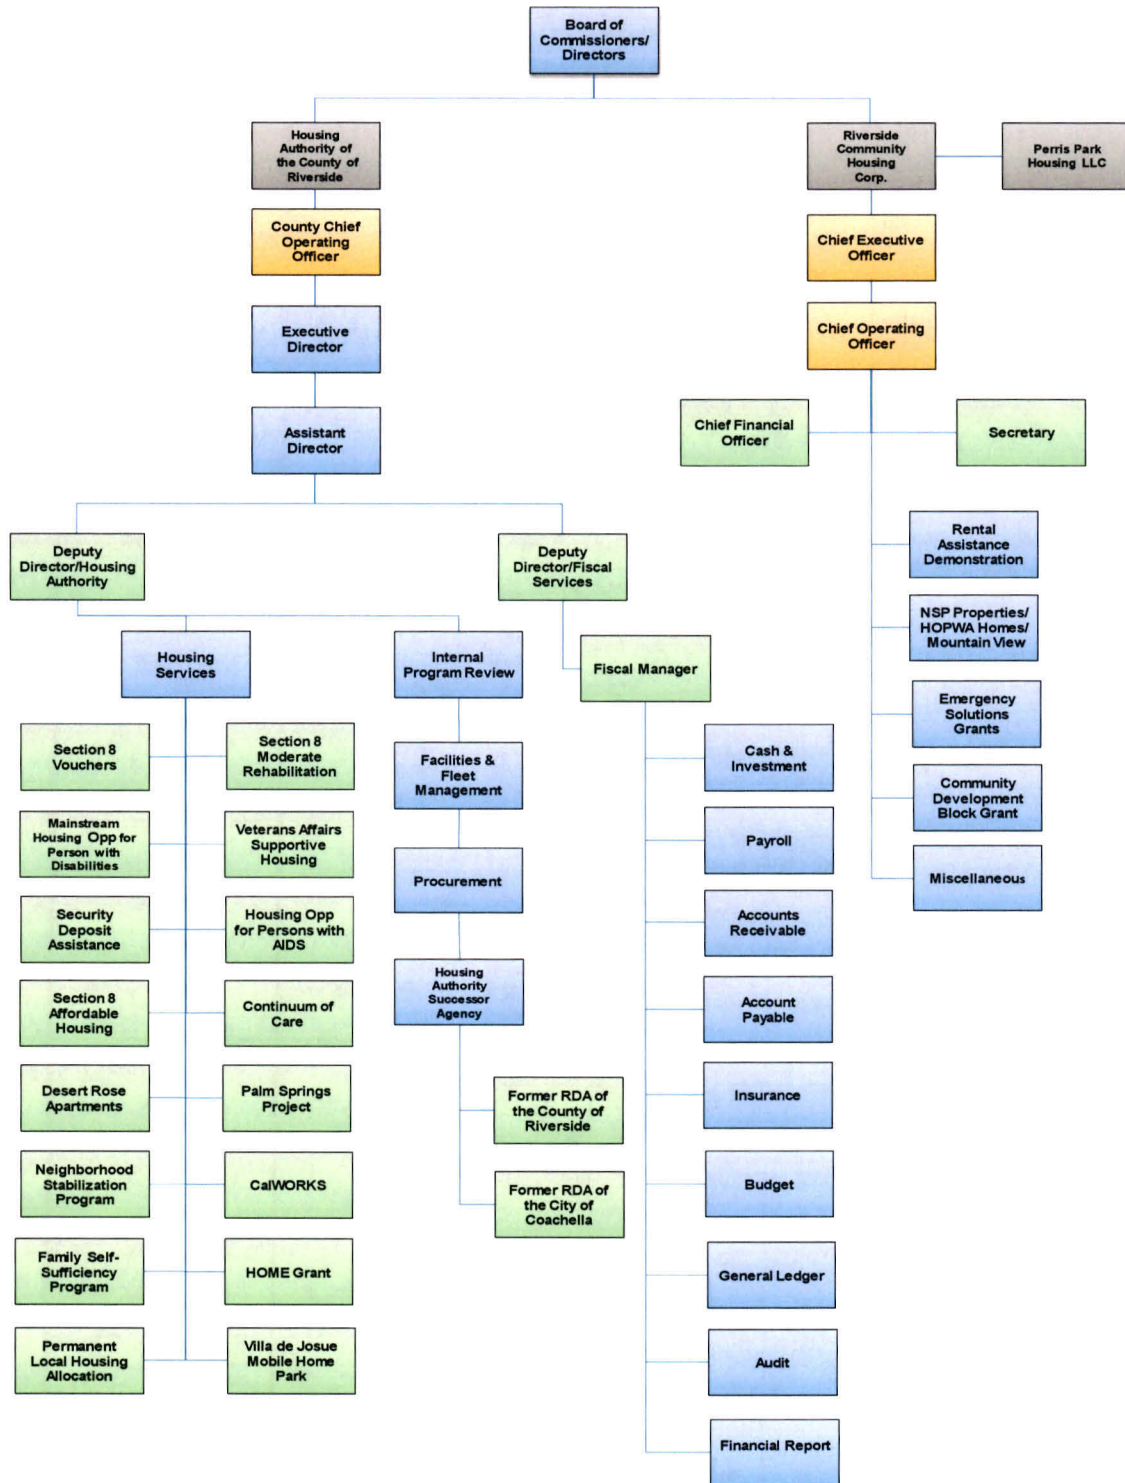 Board of
Commissioners/
Directors
Housing
Authority of
the County of
Riverside
Riverside
Community
Housing
Corp.
Perris Park
Housing LLC
County Chief
Operating
Officer
Chief Executive
Officer
Executive
Director
Chief Operating
Officer
Assistant
Director
Chief Financial
Officer
Secretary
Deputy
Director/Housing
Authority
Deputy
Director/Fiscal
Services
Rental
Assistance
Demonstration
NSP Properties/
HOPWA Homes/
Mountain View
Housing
Services
Internal
Program Review
Fiscal Manager
Emergency
Solutions
Grants
Section 8
Vouchers
Section 8
Moderate
Rehabilitation
Facilities &
Fleet
Management
Cash &
Investment
Community
Development
Block Grant
Mainstream
Housing Opp for
Person with
Disabilities
Veterans Affairs
Supportive
Housing
Payroll
Procurement
Miscellaneous
Security
Deposit
Assistance
Housing Opp
for Persons with
AIDS
Accounts
Receivable
Housing
Authority
Successor
Agency
Section 8
Affordable
Housing
Continuum of
Care
Account
Payable
Desert Rose
Apartments
Palm Springs
Project
Former RDA of
the County of
Riverside
Insurance
Neighborhood
Stabilization
Program
CalWORKS
Former RDA of
the City of
Coachella
Budget
Family Self-
Sufficiency
Program
HOME Grant
General Ledger
Permanent
Local Housing
Allocation
Villa de Josue
Mobile Home
Park
Audit
Financial Report